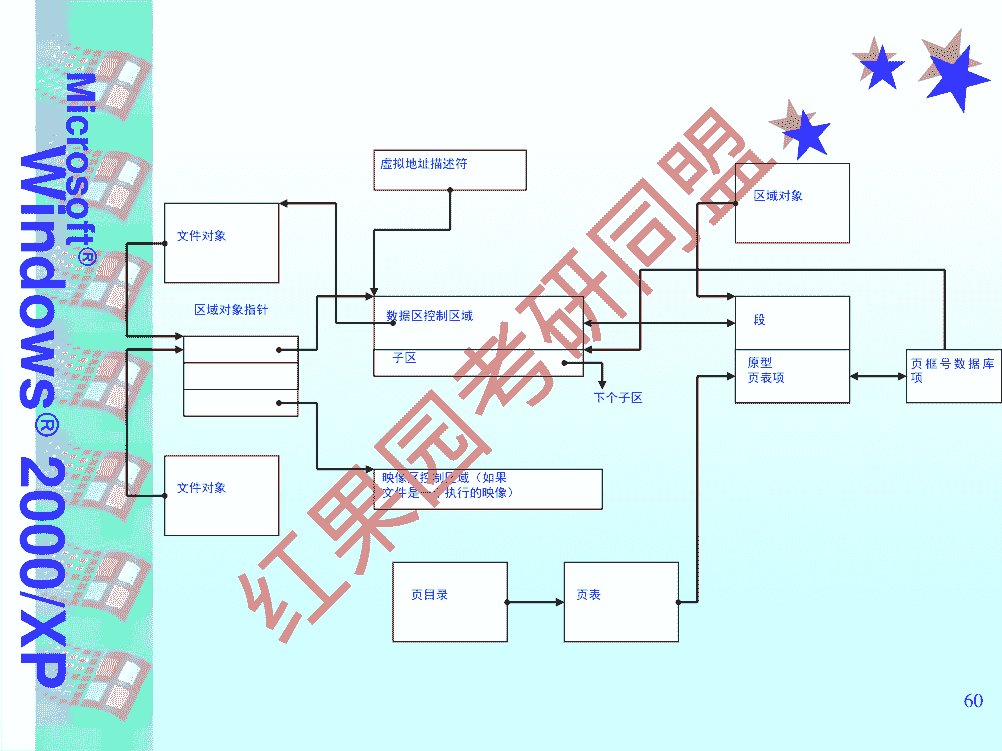 Microsoft®
Windows® 2000/XP
虚拟地址描述符
区域对象
文件对象
区域对象指针
数据区控制区域
段
子区
原型
页表项
页框号数据库
项
下个子区
映像区控制区域（如果
文件是一个执行的映像）
文件对象
页目录
页表
红果园考研同盟
60